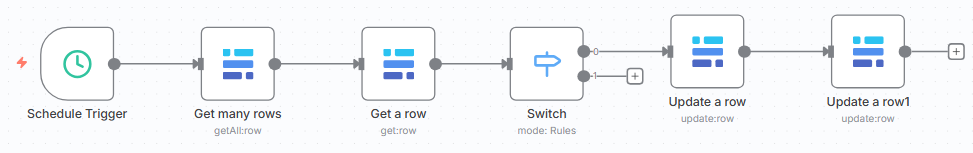 0
1
Schedule Trigger
Get many rows
getAll:row
Get a row
get:row
Switch
mode: Rules
Update a row
update:row
Update a row1
update:row